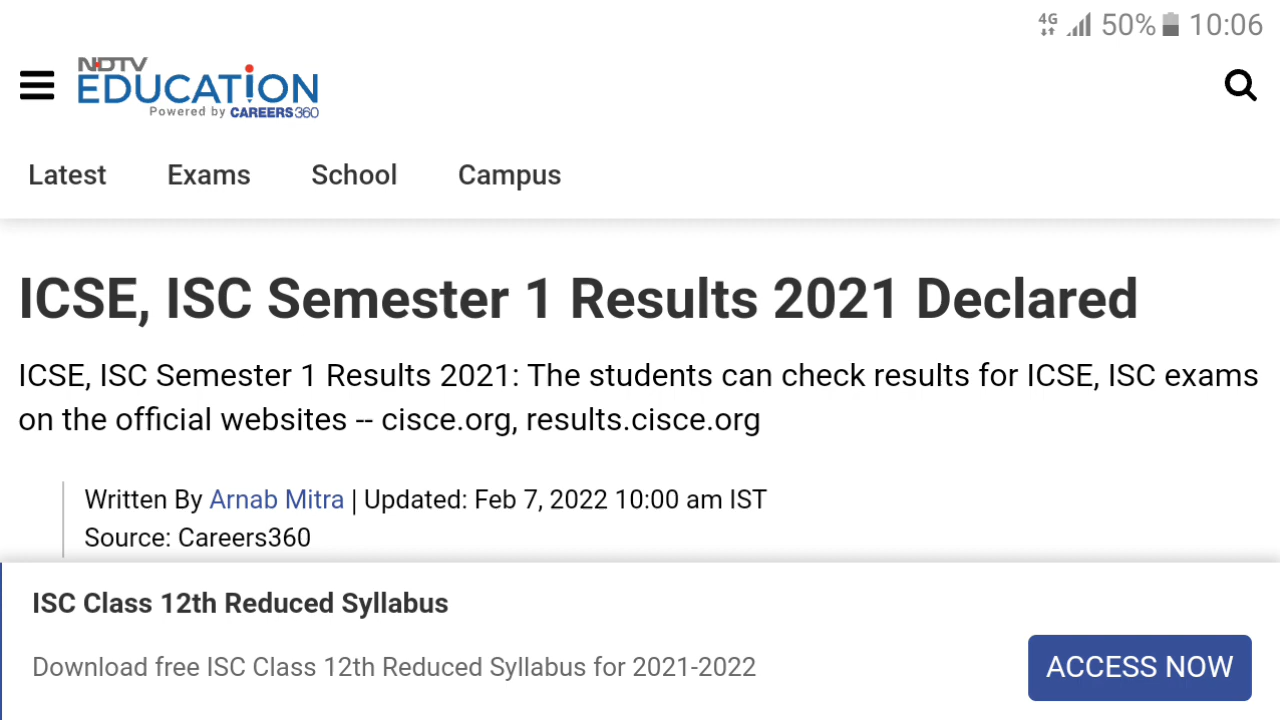 4G 50% 10:06
NDTV
EDUCATION
Powered by CAREERS360
Latest Exams School Campus
ICSE, ISC Semester 1 Results 2021 Declared
ICSE, ISC Semester 1 Results 2021: The students can check results for ICSE, ISC exams
on the official websites -- cisce.org, results.cisce.org
Written By Arnab Mitra | Updated: Feb 7, 2022 10:00 am IST
Source: Careers360
ISC Class 12th Reduced Syllabus
Download free ISC Class 12th Reduced Syllabus for 2021-2022
ACCESS NOW